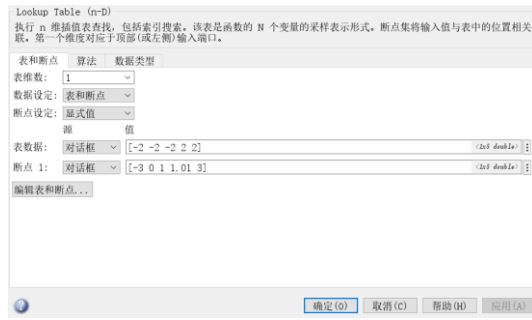 Lookup Table (n-D)
执行 n 维插值表查找，包括索引搜索。该表是函数的 N 个变量的采样表示形式。断点集将输入值与表中的位置相关
联。第一个维度对应于顶部(或左侧)输入端口。
表和断点 算法 数据类型
表维数: 1
数据设定: 表和断点
断点设定: 显式值
源 值
表数据: 对话框 [-2 -2 -2 2 2] <1x5 double>
断点 1: 对话框 [-3 0 1 1.01 3] <1x5 double>
编辑表和断点...
确定(O) 取消(C) 帮助(H) 应用(A)